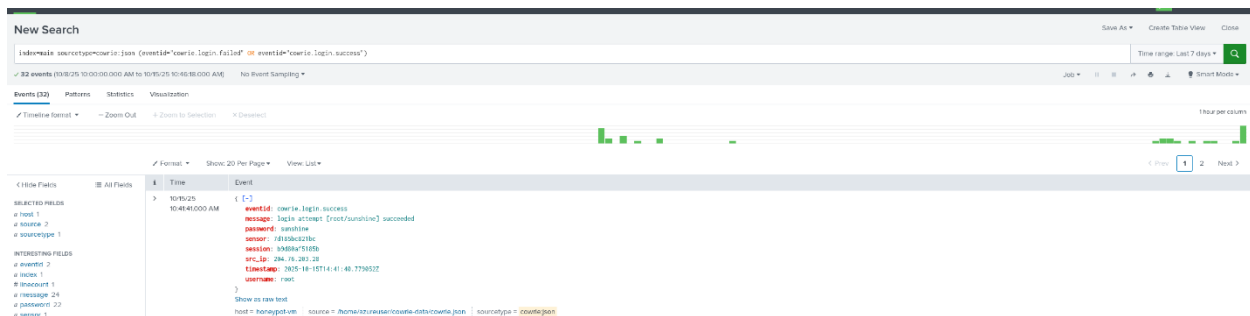 New Search
Save As ▾ Create Table View Close
index=main sourcetype=cowrie:json (eventid="cowrie.login.failed" OR eventid="cowrie.login.success")
Time range: Last 7 days ▾
✓ 32 events (10/8/25 10:00:00.000 AM to 10/15/25 10:46:18.000 AM) No Event Sampling ▾
Job ▾ Smart Mode ▾
Events (32) Patterns Statistics Visualization
Timeline format ▾ — Zoom Out + Zoom to Selection × Deselect
1 hour per column
Format ▾ Show: 20 Per Page ▾ View: List ▾
< Prev 1 2 Next >
< Hide Fields All Fields
i Time Event
SELECTED FIELDS
a host 1
a source 2
a sourcetype 1
INTERESTING FIELDS
a eventid 2
a index 1
# linecount 1
a message 24
a password 22
a sensor 1
> 10/15/25
10:41:41.000 AM
{ [-]
eventid: cowrie.login.success
message: login attempt [root/sunshine] succeeded
password: sunshine
sensor:
session:
src_ip: 204.76.203.28
timestamp:
username: root
}
Show as raw text
host = honeypot-vm source = /home/azureuser/cowrie-data/cowrie.json sourcetype = cowrie:json